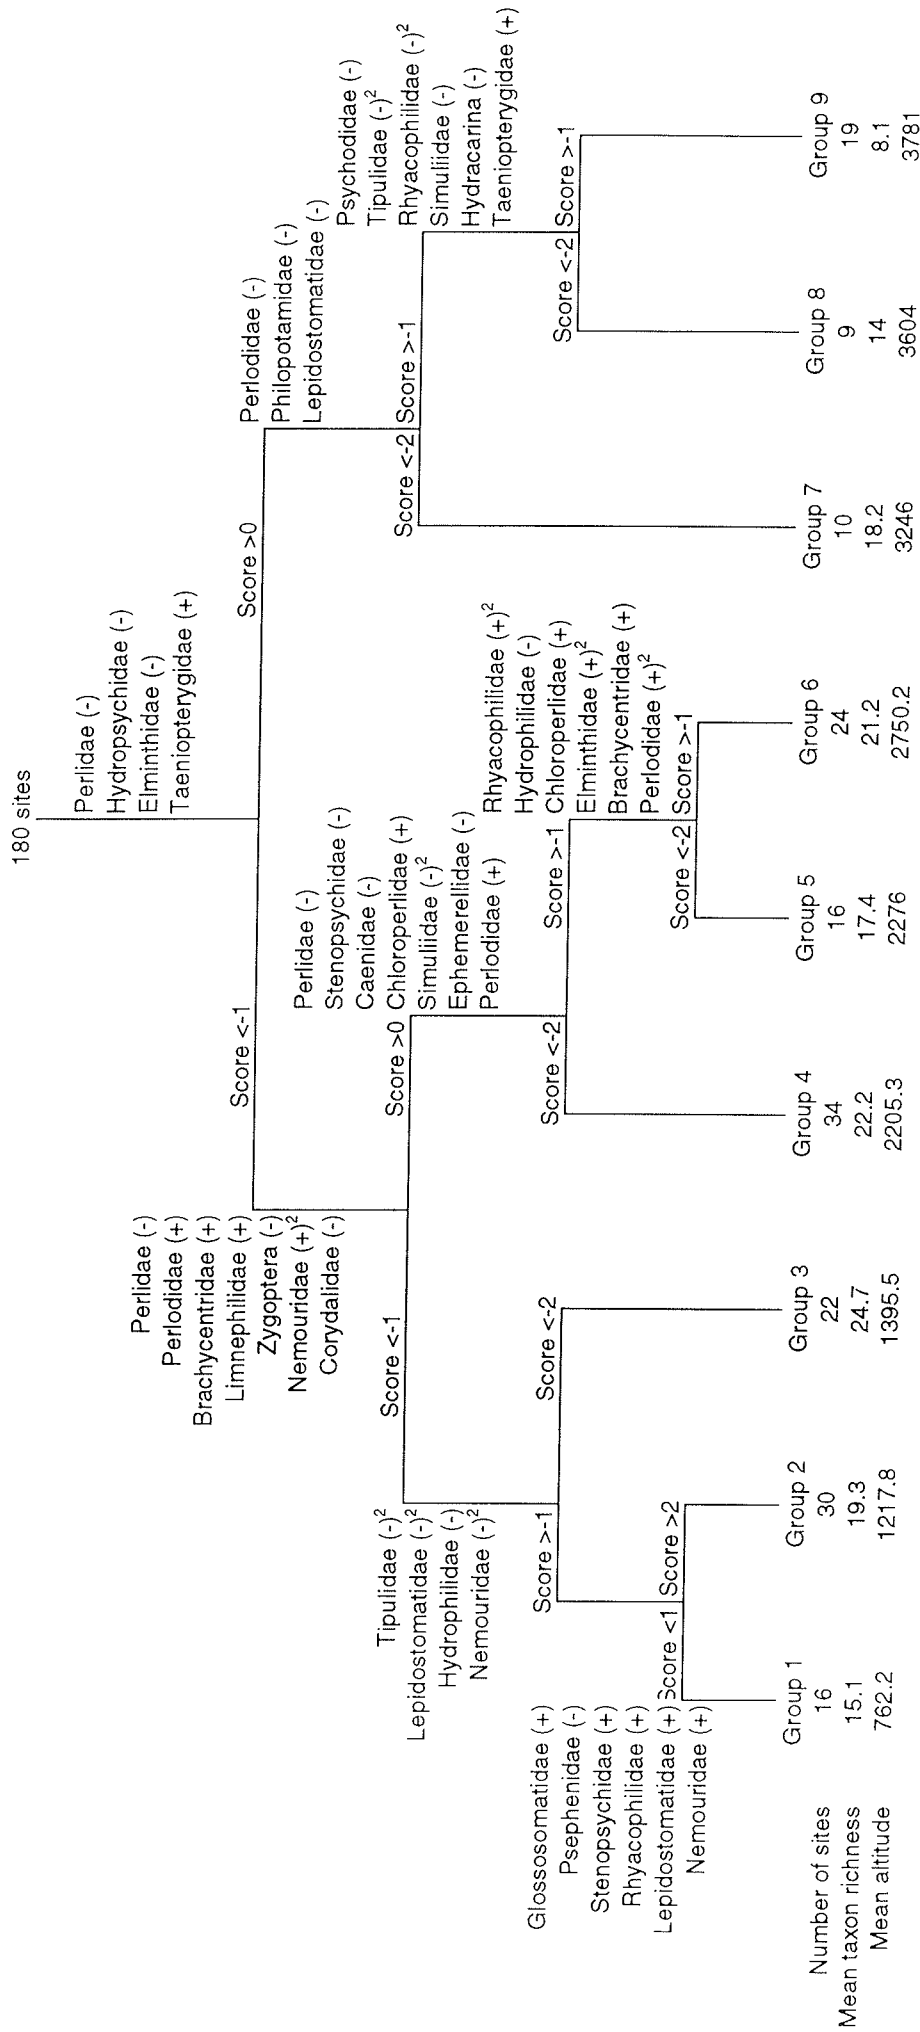 180 sites
Perlidae (-)
Hydropsychidae (-)
Elminthidae (-)
Taeniopterygidae (+)
Score <-1
Score >0
Perlidae (-)
Perlodidae (+)
Brachycentridae (+)
Limnephilidae (+)
Zygoptera (-)
Nemouridae (+)²
Corydalidae (-)
Perlodidae (-)
Philopotamidae (-)
Lepidostomatidae (-)
Score <-1
Score >0
Score <-2
Score >-1
Tipulidae (-)²
Lepidostomatidae (-)²
Hydrophilidae (-)
Nemouridae (-)²
Perlidae (-)
Stenopsychidae (-)
Caenidae (-)
Chloroperlidae (+)
Simuliidae (-)²
Ephemerellidae (-)
Perlodidae (+)
Psychodidae (-)
Tipulidae (-)²
Rhyacophilidae (-)²
Simuliidae (-)
Hydracarina (-)
Taeniopterygidae (+)
Score >-1
Score <-2
Score <-2
Score >-1
Score <-2
Score >-1
Glossosomatidae (+)
Psephenidae (-)
Stenopsychidae (+)
Rhyacophilidae (+)
Lepidostomatidae (+)
Nemouridae (+)
Rhyacophilidae (+)²
Hydrophilidae (-)
Chloroperlidae (+)
Elminthidae (+)²
Brachycentridae (+)
Perlodidae (+)²
Score <1
Score >2
Score <-2
Score >-1
Group 1 Group 2 Group 3 Group 4 Group 5 Group 6 Group 7 Group 8 Group 9
Number of sites 16 30 22 34 16 24 10 9 19
Mean taxon richness 15.1 19.3 24.7 22.2 17.4 21.2 18.2 14 8.1
Mean altitude 762.2 1217.8 1395.5 2205.3 2276 2750.2 3246 3604 3781